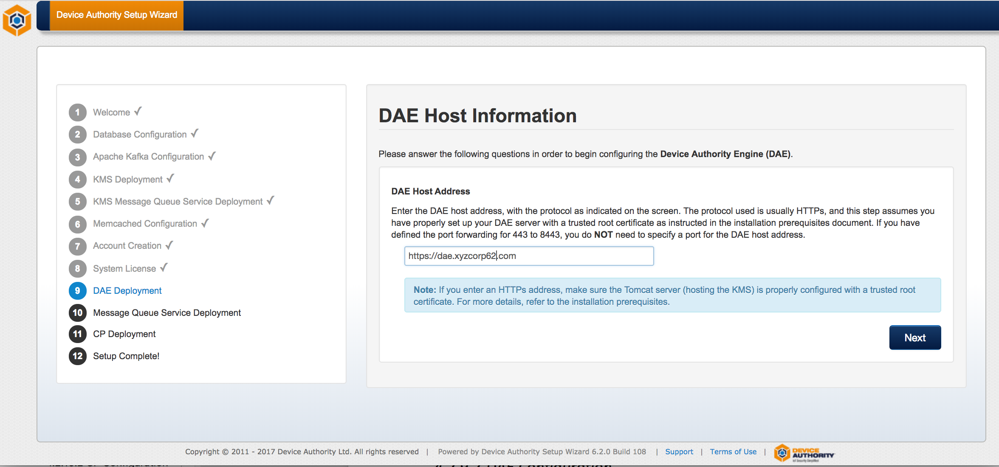 Device Authority Setup Wizard
1 Welcome ✓
2 Database Configuration ✓
3 Apache Kafka Configuration ✓
4 KMS Deployment ✓
5 KMS Message Queue Service Deployment ✓
6 Memcached Configuration ✓
7 Account Creation ✓
8 System License ✓
9 DAE Deployment
10 Message Queue Service Deployment
11 CP Deployment
12 Setup Complete!
DAE Host Information
Please answer the following questions in order to begin configuring the Device Authority Engine (DAE).
DAE Host Address
Enter the DAE host address, with the protocol as indicated on the screen. The protocol used is usually HTTPs, and this step assumes you
have properly set up your DAE server with a trusted root certificate as instructed in the installation prerequisites document. If you have
defined the port forwarding for 443 to 8443, you do NOT need to specify a port for the DAE host address.
https://dae.xyzcorp62.com
Note: If you enter an HTTPs address, make sure the Tomcat server (hosting the KMS) is properly configured with a trusted root
certificate. For more details, refer to the installation prerequisites.
Next
Copyright © 2011 - 2017 Device Authority Ltd. All rights reserved | Powered by Device Authority Setup Wizard 6.2.0 Build 108 | Support | Terms of Use |
DEVICE
AUTHORITY
IoT Security Simplified